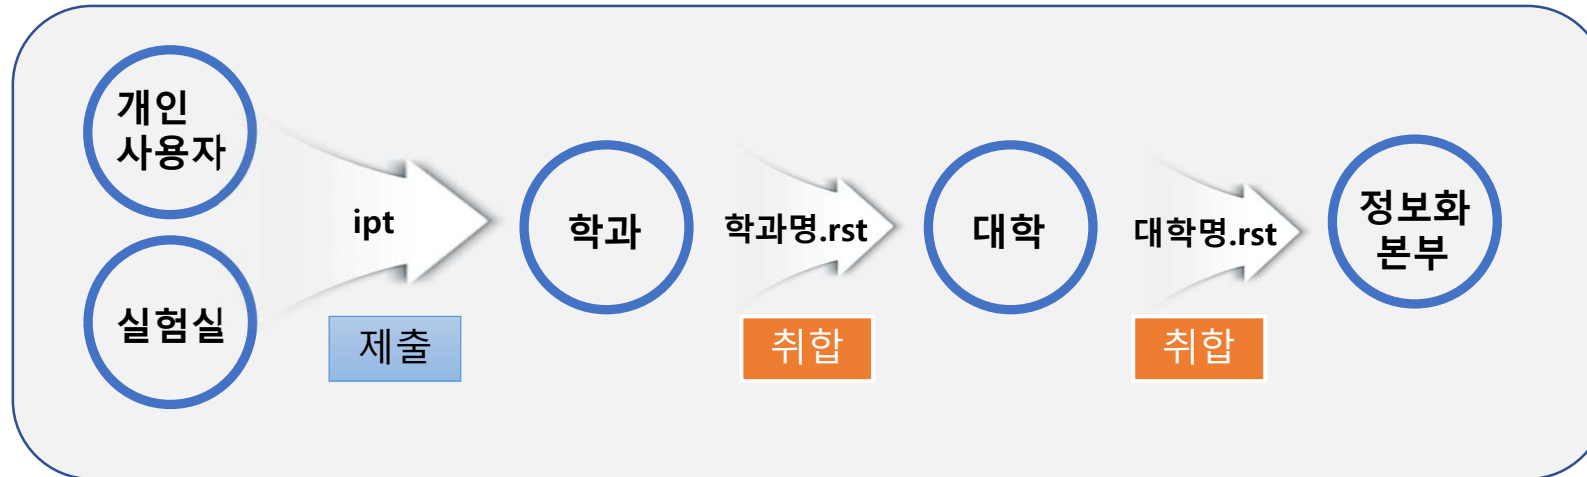 개인
사용자
실험실
ipt
제출
학과
학과명.rst
취합
대학
대학명.rst
취합
정보화
본부